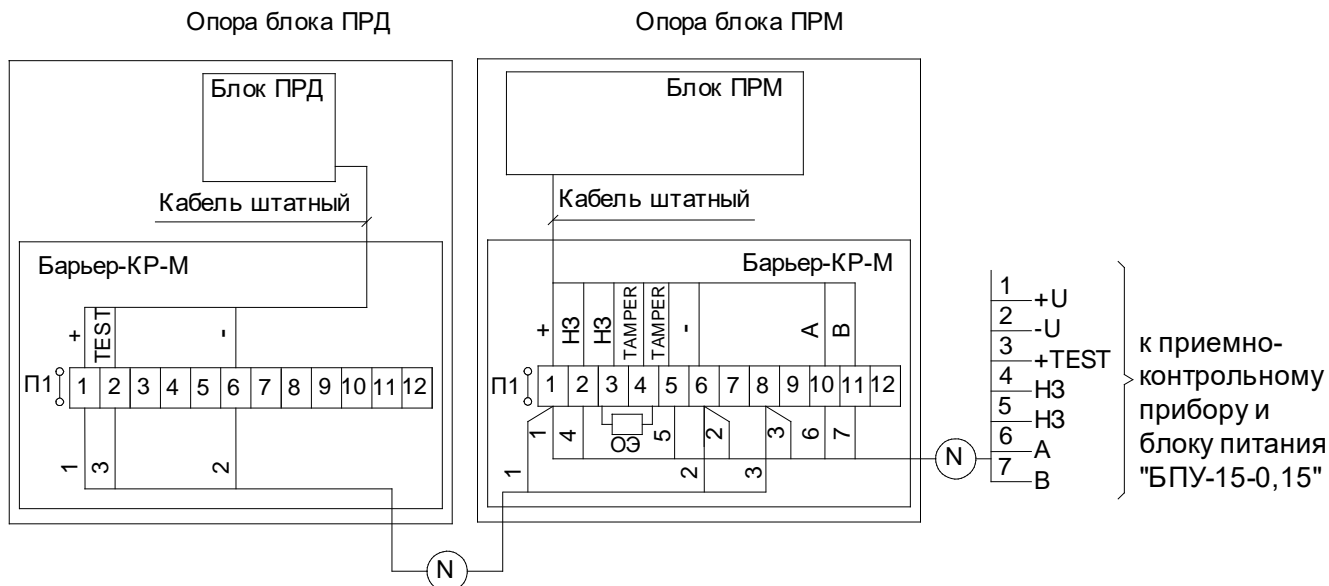 Опора блока ПРД
Опора блока ПРМ
Блок ПРД
Блок ПРМ
Кабель штатный
Кабель штатный
Барьер-КР-М
Барьер-КР-М
+
TEST
-
П1
1 2 3 4 5 6 7 8 9 10 11 12
1
3
2
+
НЗ
НЗ
TAMPER
TAMPER
-
A
B
П1
1 2 3 4 5 6 7 8 9 10 11 12
1
4
ОЭ
5
2
3
6
7
1
2
3
N
N
1 +U
2 -U
3 +TEST
4 НЗ
5 НЗ
6 A
7 B
к приемно-
контрольному
прибору и
блоку питания
"БПУ-15-0,15"